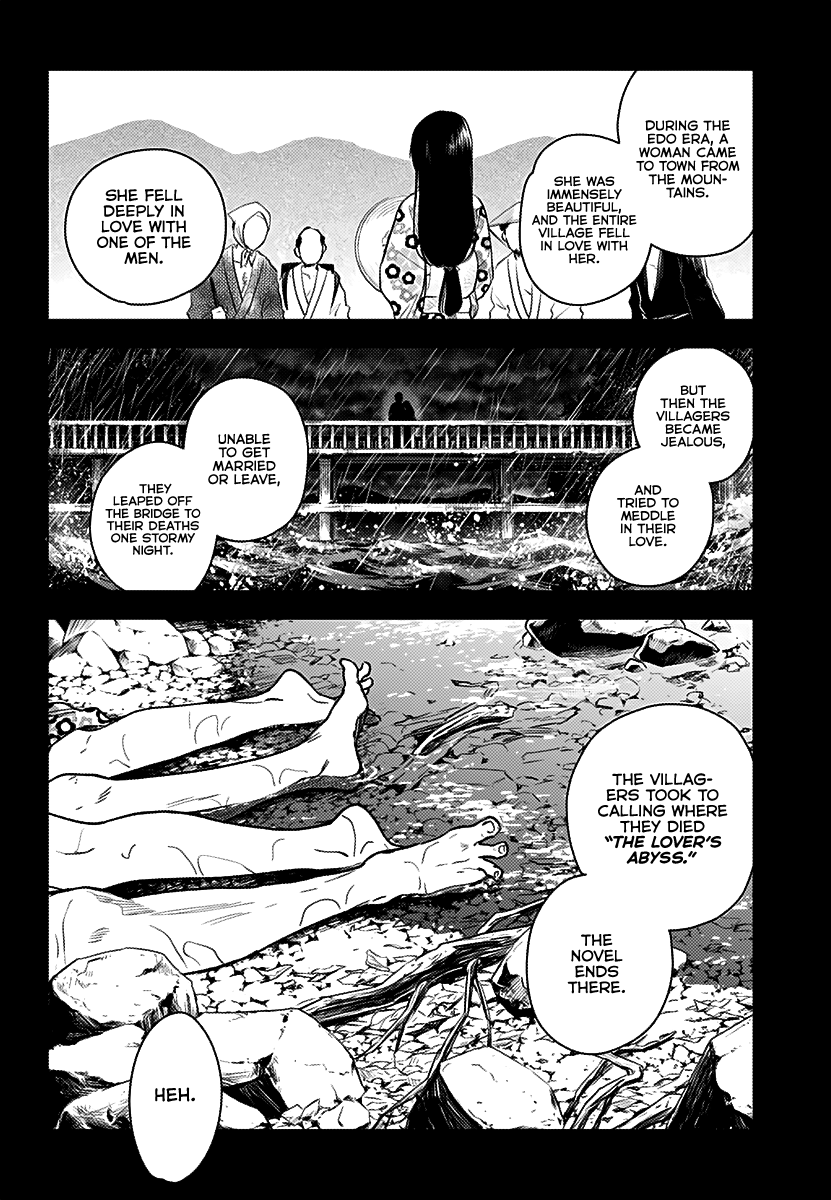 DURING THE
EDO ERA, A
WOMAN CAME
TO TOWN FROM
THE MOUN-
TAINS.
SHE WAS
IMMENSELY
BEAUTIFUL,
AND THE ENTIRE
VILLAGE FELL
IN LOVE WITH
HER.
SHE FELL
DEEPLY IN
LOVE WITH
ONE OF THE
MEN.
BUT
THEN THE
VILLAGERS
BECAME
JEALOUS,
AND
TRIED TO
MEDDLE
IN THEIR
LOVE.
UNABLE
TO GET
MARRIED
OR LEAVE,
THEY
LEAPED OFF
THE BRIDGE TO
THEIR DEATHS
ONE STORMY
NIGHT.
THE VILLAG-
ERS TOOK TO
CALLING WHERE
THEY DIED
"THE LOVER'S
ABYSS."
THE
NOVEL
ENDS
THERE.
HEH.